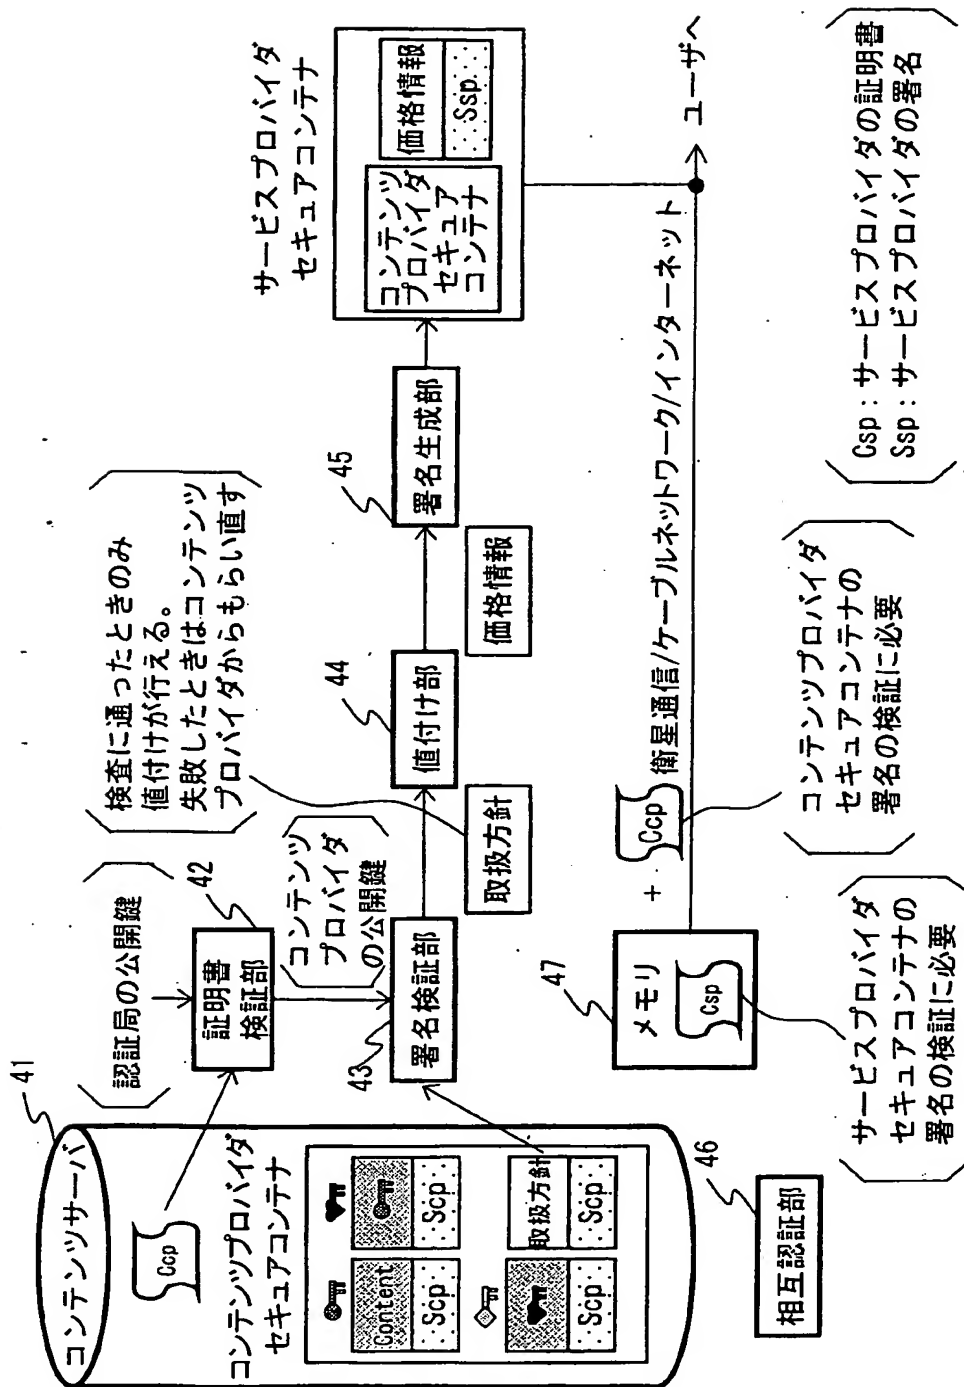 コンテンツサーバ
41
Ccp
コンテンツプロバイダ
セキュアコンテナ
Content
Scp
Scp
Scp
取扱方針
Scp
認証局の公開鍵
証明書
検証部
42
コンテンツ
プロバイダ
の公開鍵
署名検証部
43
検査に通ったときのみ
値付けが行える。
失敗したときはコンテンツ
プロバイダからもらい直す
取扱方針
値付け部
44
価格情報
署名生成部
45
サービスプロバイダ
セキュアコンテナ
コンテンツ
プロバイダ
セキュア
コンテナ
価格情報
Ssp
相互認証部
46
メモリ
47
Csp
+
Ccp
衛星通信/ケーブルネットワーク/インターネット
ユーザへ
サービスプロバイダ
セキュアコンテナの
署名の検証に必要
コンテンツプロバイダ
セキュアコンテナの
署名の検証に必要
Csp:サービスプロバイダの証明書
Ssp:サービスプロバイダの署名